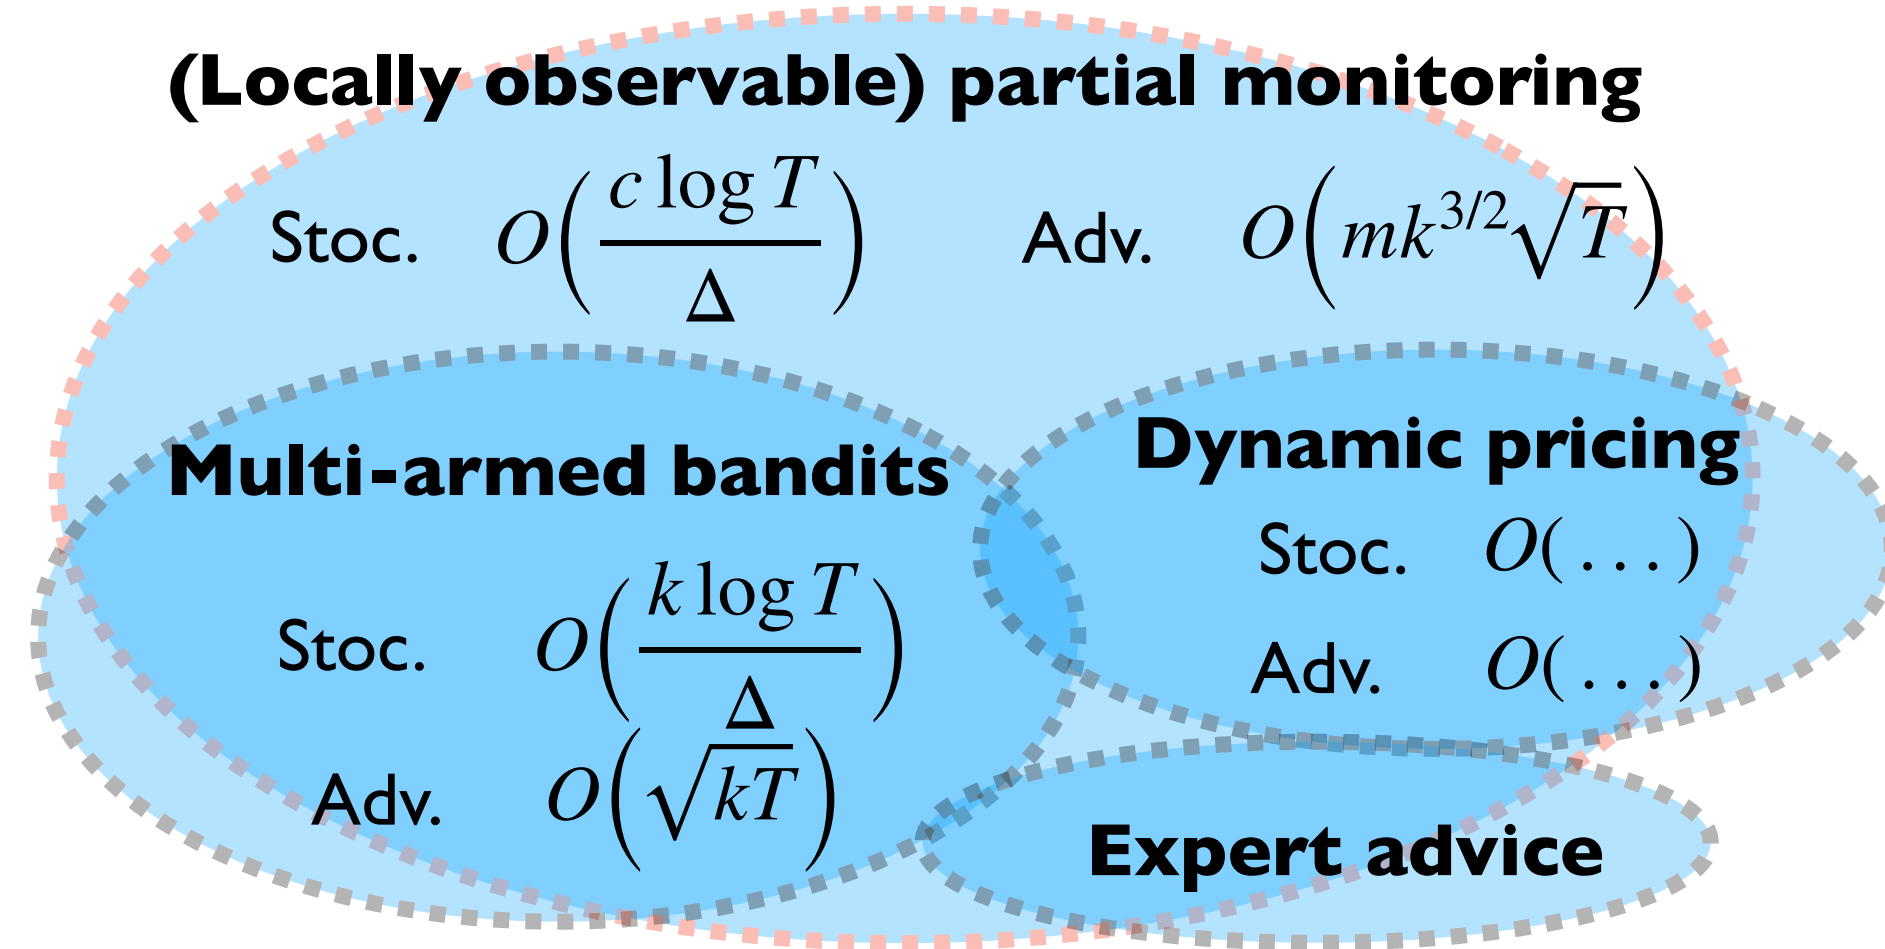 (Locally observable) partial monitoring
Stoc. O(c log T / Δ) Adv. O(mk^{3/2}√T)
Multi-armed bandits
Dynamic pricing
Stoc. O(k log T / Δ)
Adv. O(√kT)
Stoc. O(...)
Adv. O(...)
Expert advice